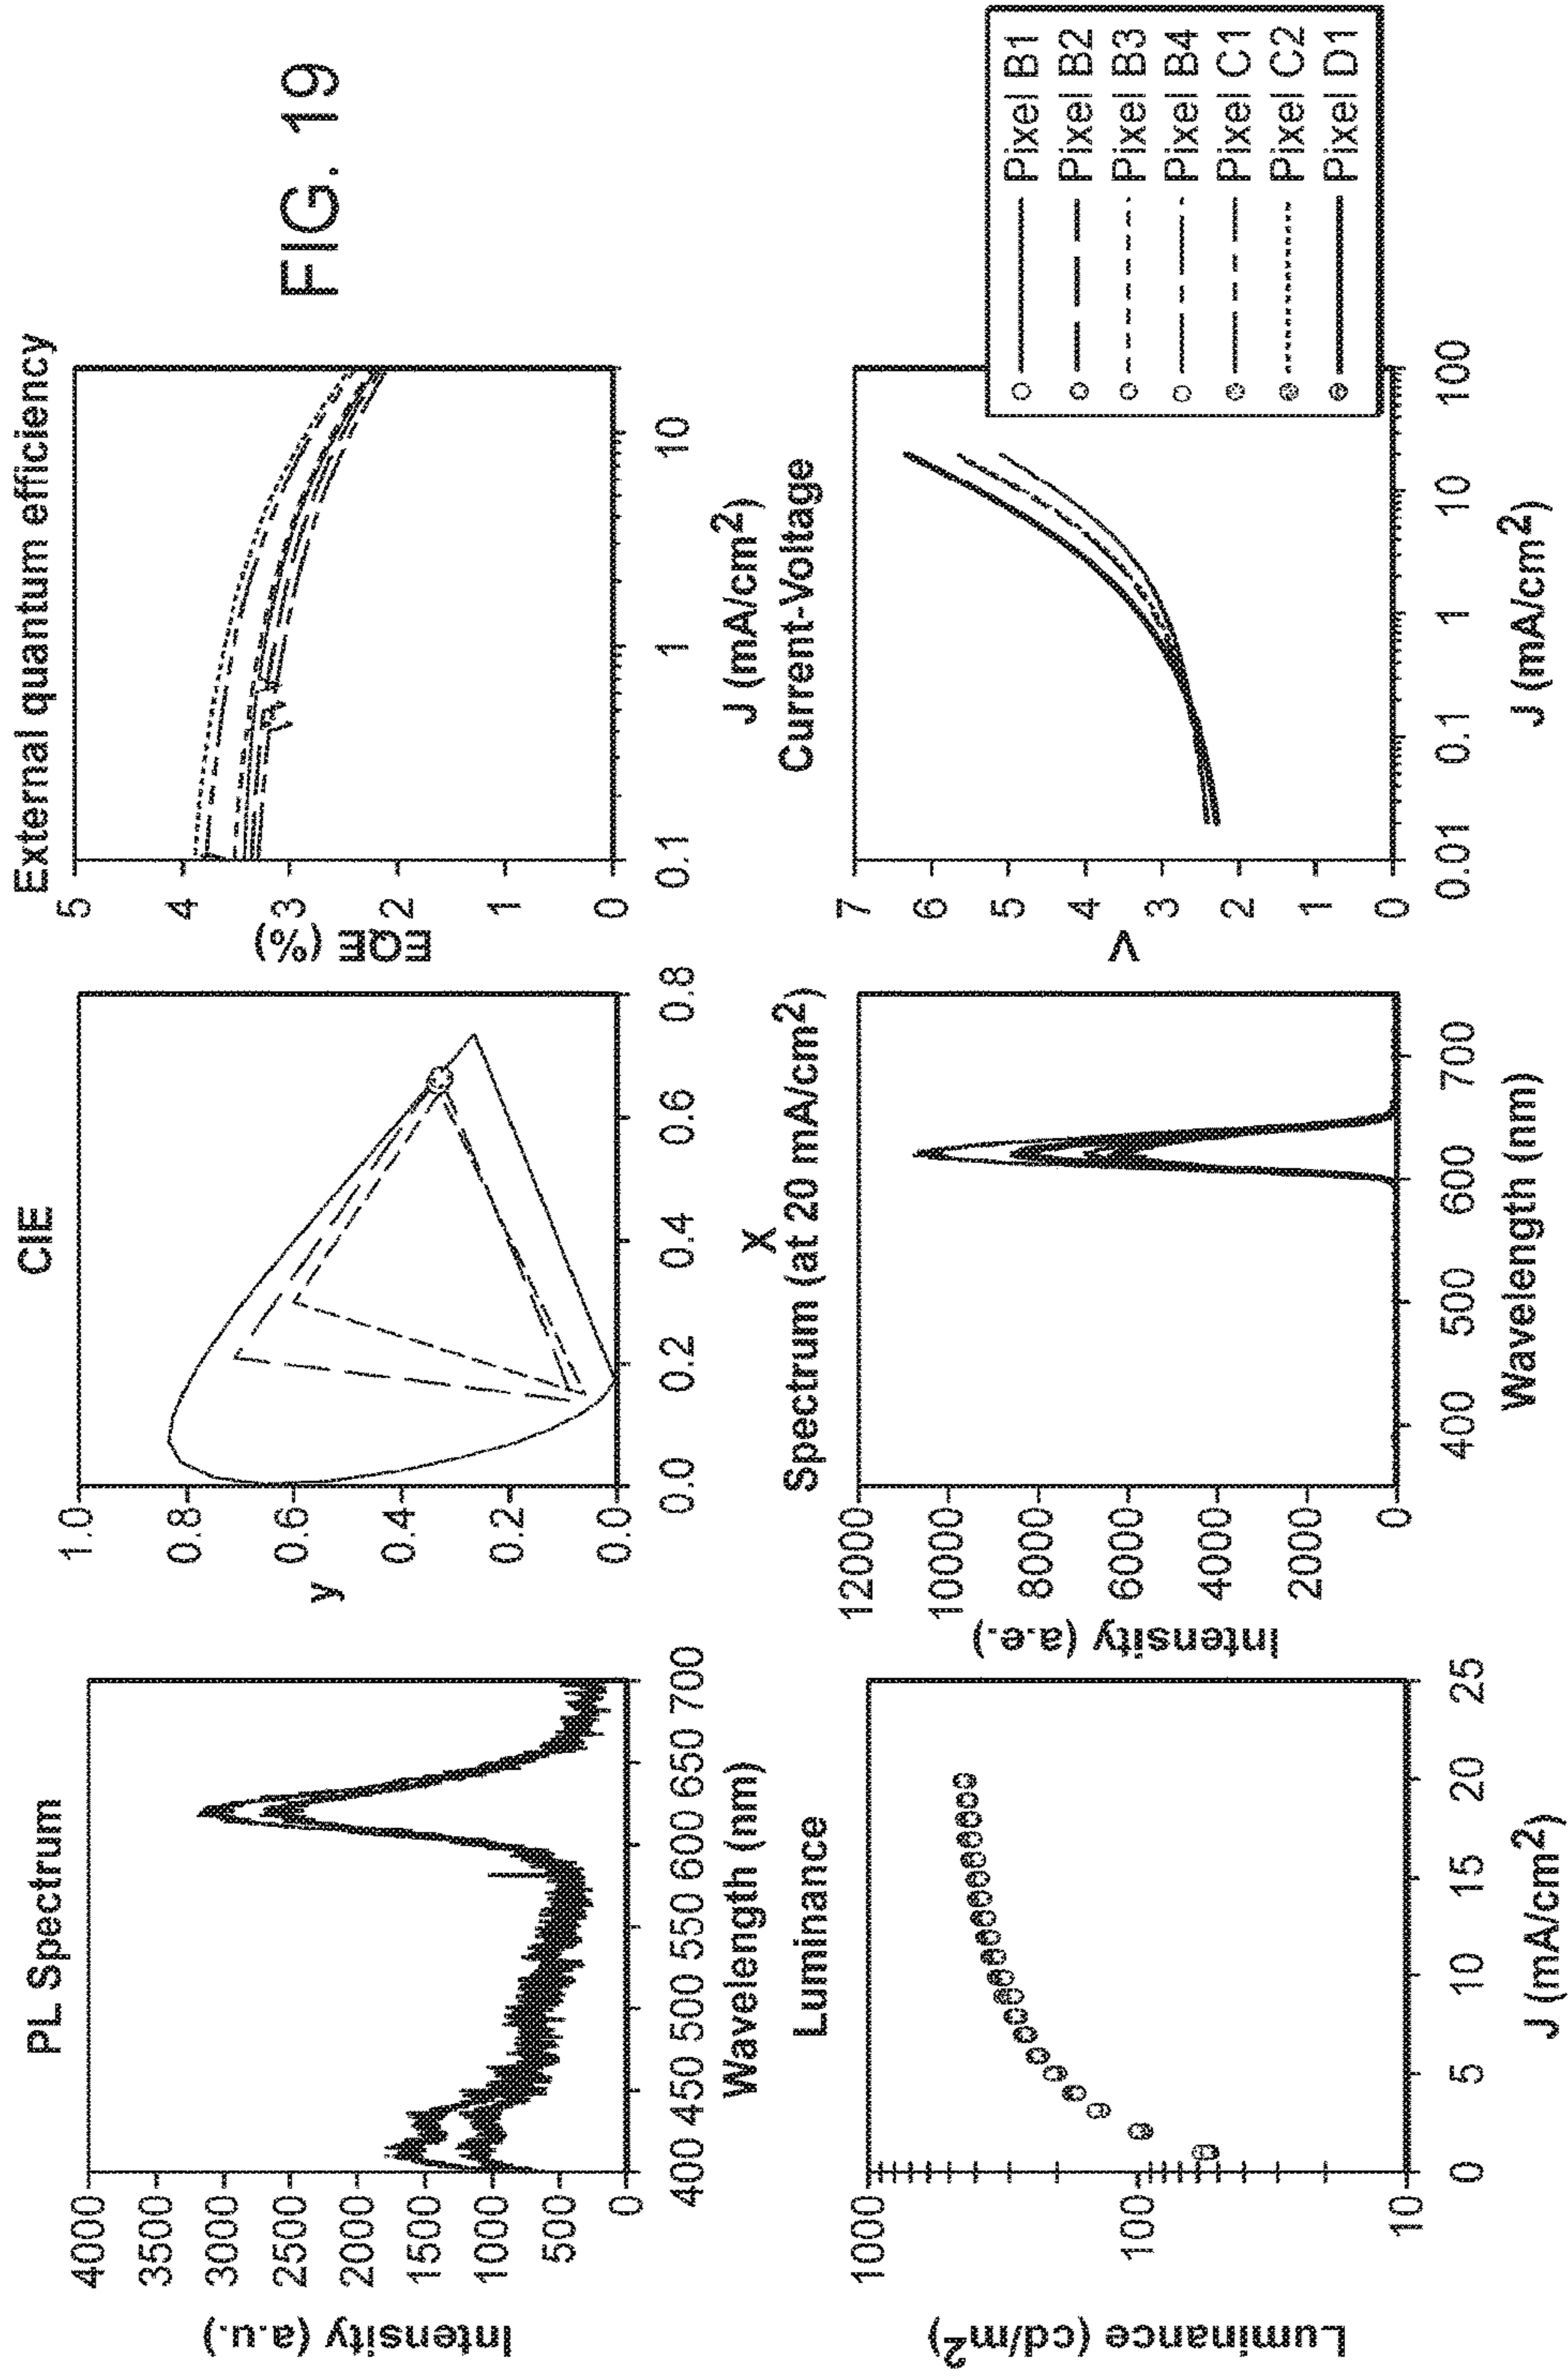 FIG. 19
PL Spectrum
Intensity (a.u.)
4000
3500
3000
2500
2000
1500
1000
500
0
400 450 500 550 600 650 700
Wavelength (nm)
CIE
y
1.0
0.8
0.6
0.4
0.2
0.0
0.0 0.2 0.4 0.6 0.8
X
External quantum efficiency
EQE (%)
5
4
3
2
1
0
0.1 1 10
J (mA/cm²)
Luminance
Luminance (cd/m²)
1000
100
10
0 5 10 15 20 25
J (mA/cm²)
Spectrum (at 20 mA/cm²)
Intensity (a.e.)
12000
10000
8000
6000
4000
2000
0
400 500 600 700
Wavelength (nm)
Current-Voltage
V
7
6
5
4
3
2
1
0
0.01 0.1 1 10 100
J (mA/cm²)
Pixel B1
Pixel B2
Pixel B3
Pixel B4
Pixel C1
Pixel C2
Pixel D1